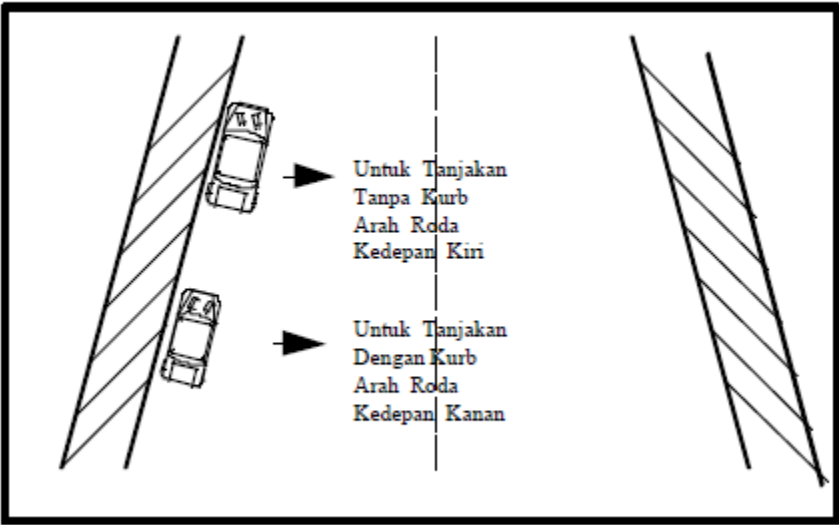 Untuk Tanjakan
Tanpa Kurb
Arah Roda
Kedepan Kiri
Untuk Tanjakan
Dengan Kurb
Arah Roda
Kedepan Kanan